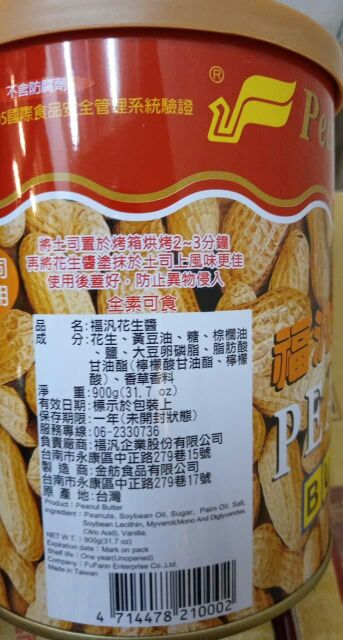 不含防腐劑
5國際食品安全管理系統驗證
®
Pe
將土司置於烤箱烘烤2~3分鐘
再將花生醬塗抹於土司上風味更佳
使用後蓋好，防止異物侵入
全素可食
福
PE
品 名:福汎花生醬
成 分:花生、黃豆油、糖、棕櫚油
、鹽、大豆卵磷脂、脂肪酸
甘油酯(檸檬酸甘油酯、檸檬
酸)、香草香料
淨 重:900g(31.7 oz)
有效日期:標示於包裝上
保存期限:一年(未開封狀態)
服務專線:06-2330736
負責廠商:福汎企業股份有限公司
台南市永康區中正路279巷15號
製 造 商:金舫食品有限公司
台南市永康區中正路279巷17號
原 產 地:台灣
Product : Peanut Butter
Ingredient : Peanuts, Soybean Oil, Sugar, Palm Oil, Salt,
Soybean Lecithin, Myverol(Mono And Diglycerides,
Citric Acid), Vanilla.
NET W.T. : 900g(31.7 oz)
Expiration date : Mark on pack
Shelf life : One year(Unopened)
Company : FuFann Enterprise Co.,Ltd.
Made in Taiwan
4 714478 210002